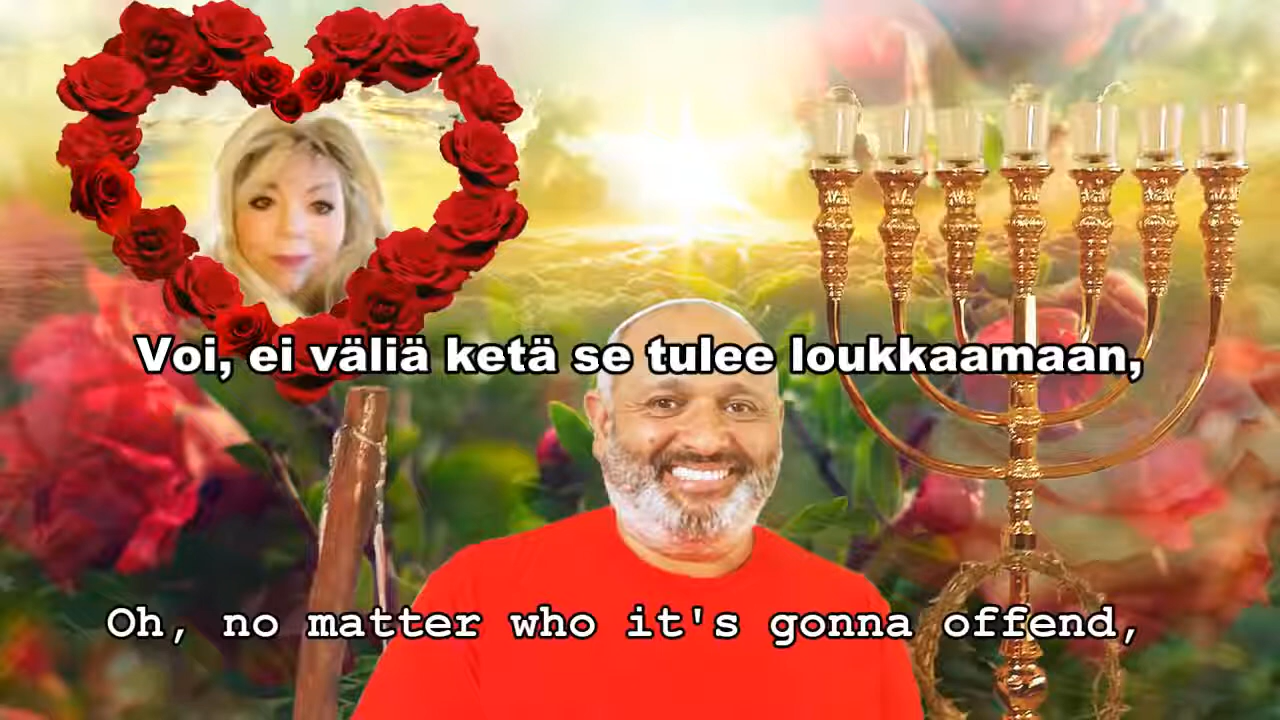 Voi, ei väliä ketä se tulee loukkaamaan,
Oh, no matter who it's gonna offend,